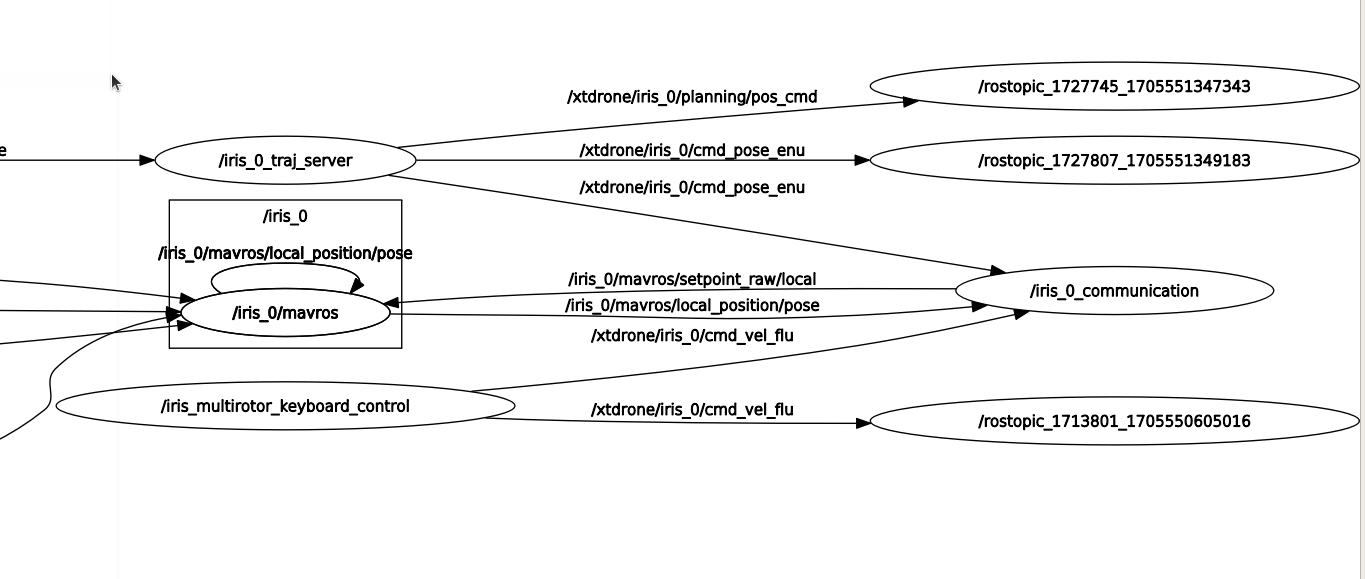 /rostopic_1727745_1705551347343
/xtdrone/iris_0/planning/pos_cmd
e
/iris_0_traj_server
/xtdrone/iris_0/cmd_pose_enu
/rostopic_1727807_1705551349183
/xtdrone/iris_0/cmd_pose_enu
/iris_0
/iris_0/mavros/local_position/pose
/iris_0/mavros/setpoint_raw/local
/iris_0_communication
/iris_0/mavros/local_position/pose
/iris_0/mavros
/xtdrone/iris_0/cmd_vel_flu
/iris_multirotor_keyboard_control
/xtdrone/iris_0/cmd_vel_flu
/rostopic_1713801_1705550605016